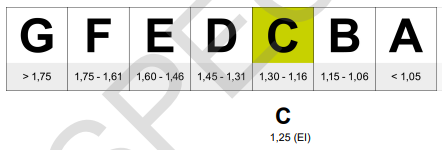 G F E D C B A
> 1,75 1,75 - 1,61 1,60 - 1,46 1,45 - 1,31 1,30 - 1,16 1,15 - 1,06 < 1,05
C
1,25 (EI)